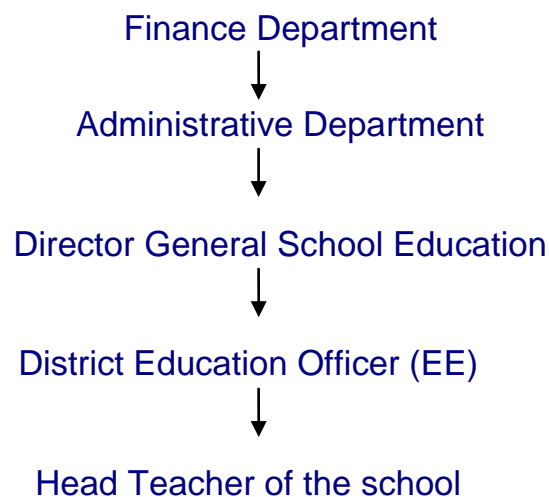 Finance Department
Administrative Department
Director General School Education
District Education Officer (EE)
Head Teacher of the school